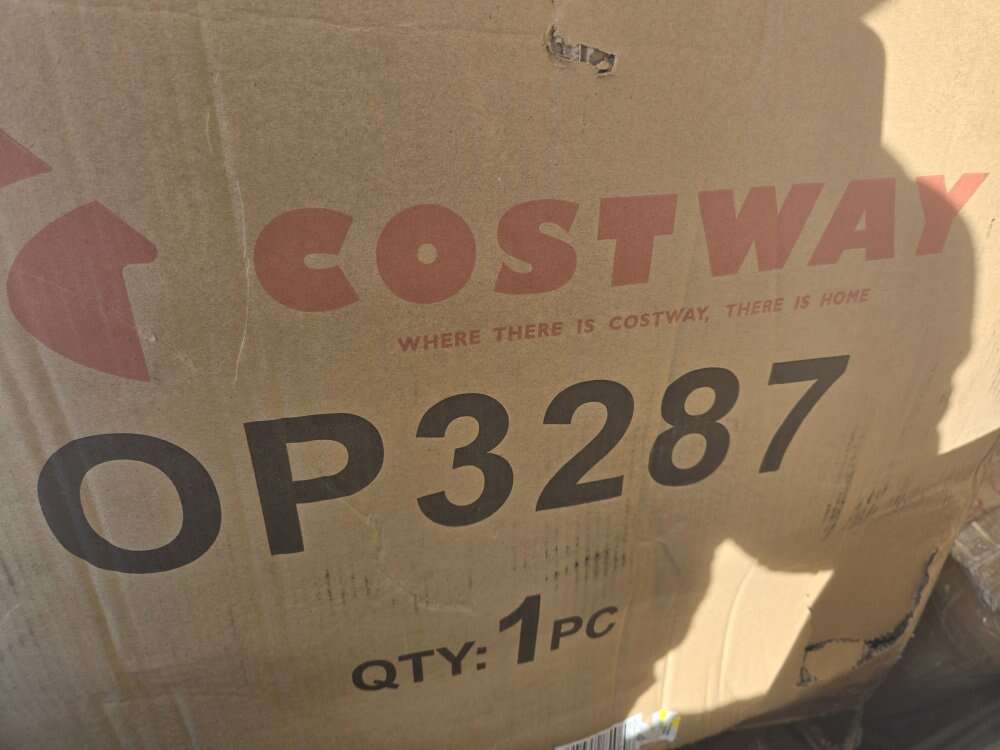 COSTWAY
WHERE THERE IS COSTWAY, THERE IS HOME
OP3287
QTY: 1PC